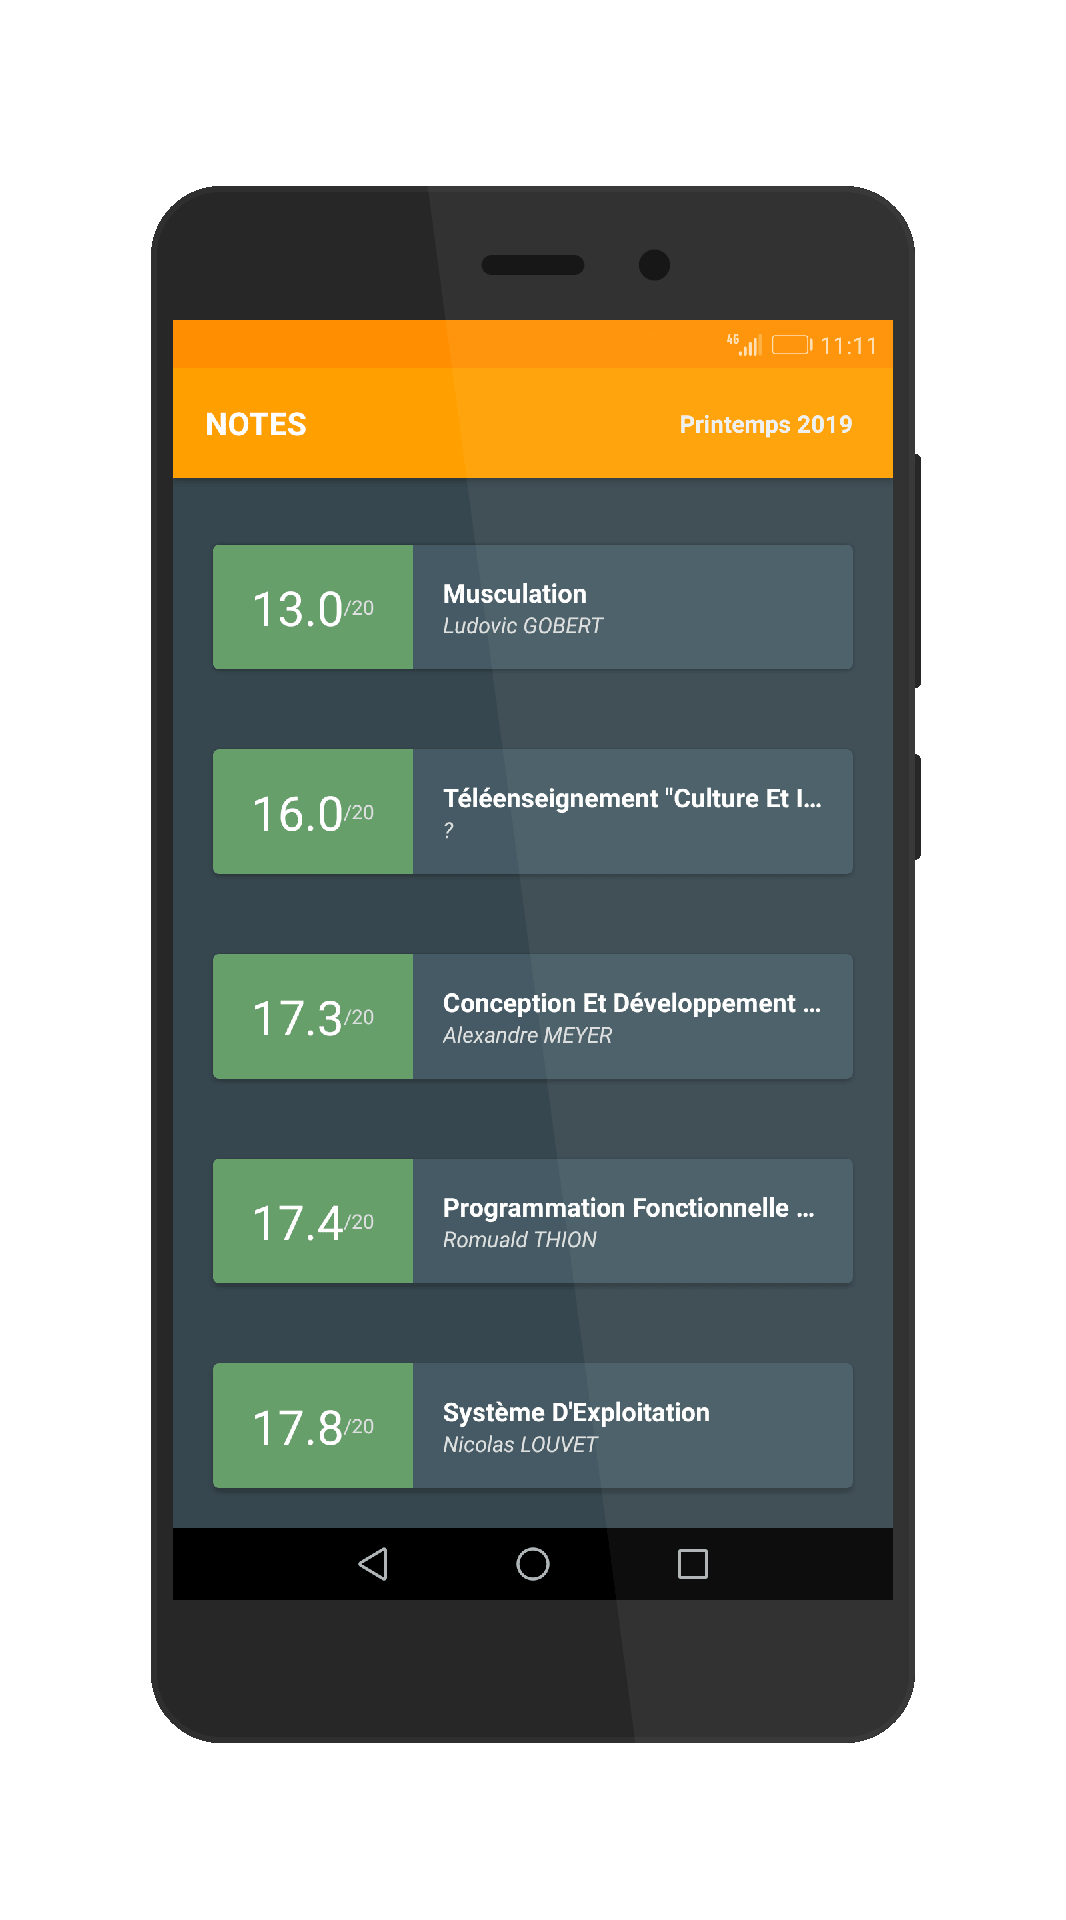 4G 11:11
NOTES Printemps 2019
13.0/20
Musculation
Ludovic GOBERT
16.0/20
Téléenseignement "Culture Et I...
?
17.3/20
Conception Et Développement ...
Alexandre MEYER
17.4/20
Programmation Fonctionnelle ...
Romuald THION
17.8/20
Système D'Exploitation
Nicolas LOUVET